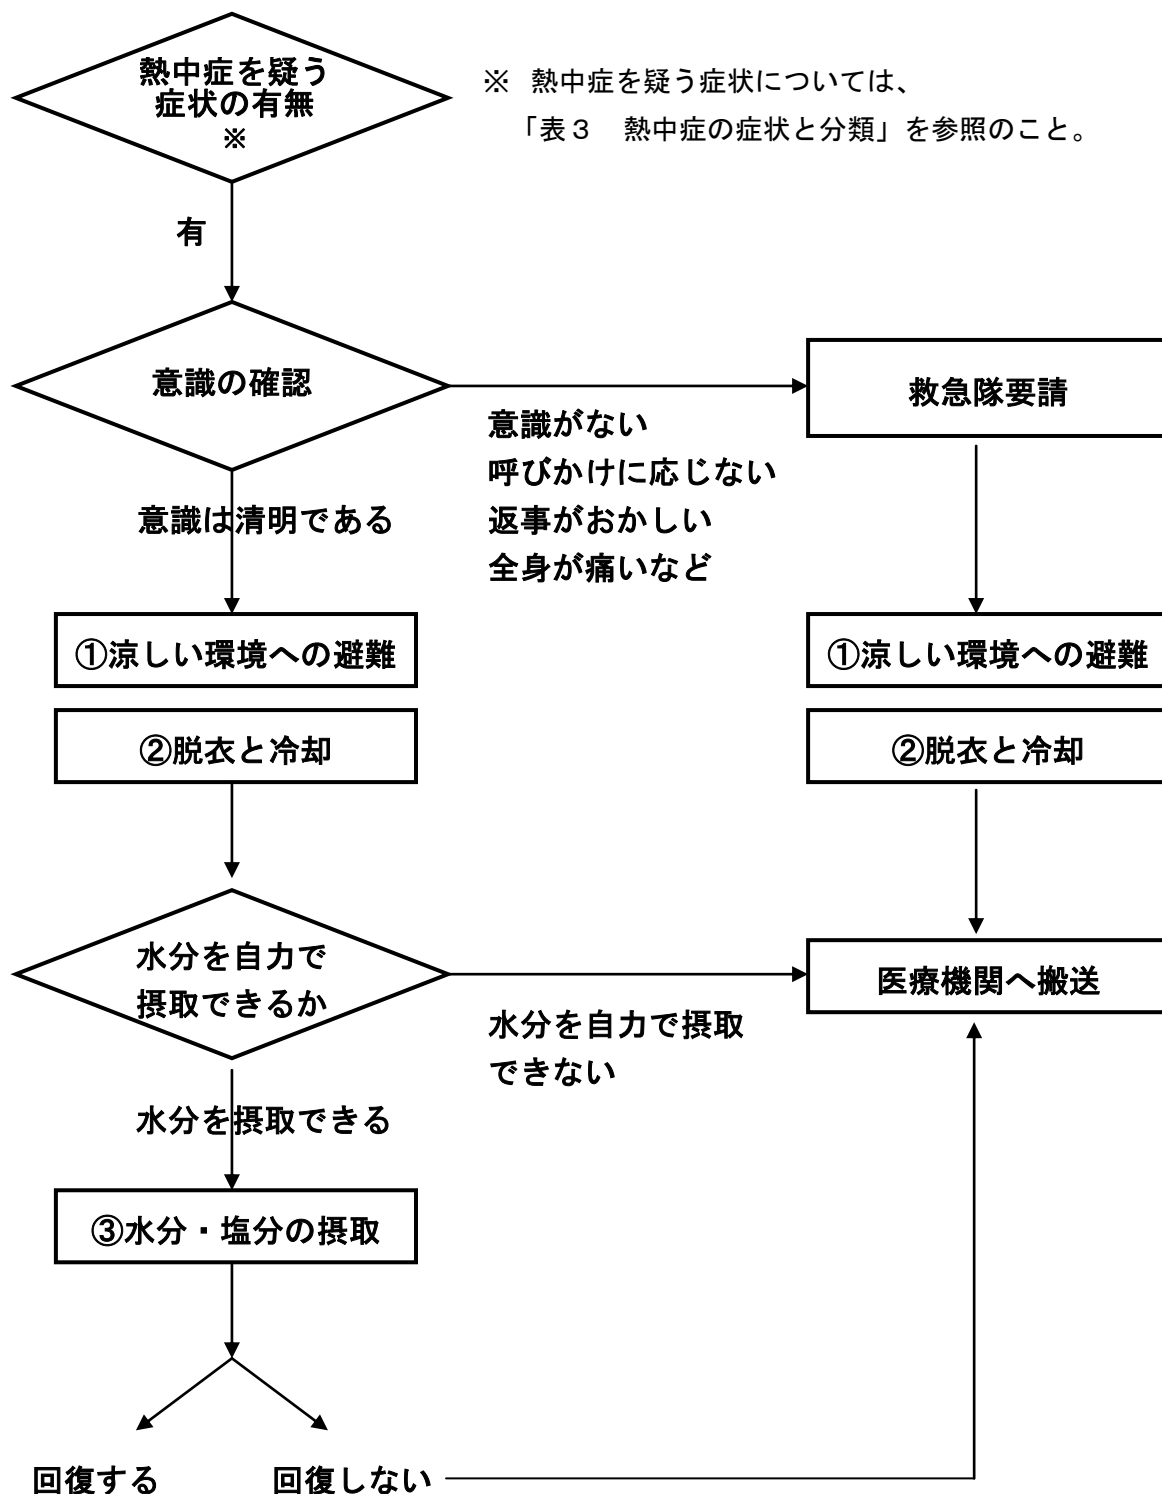 熱中症を疑う
症状の有無
※
※ 熱中症を疑う症状については、
「表３ 熱中症の症状と分類」を参照のこと。
有
意識の確認
救急隊要請
意識がない
呼びかけに応じない
返事がおかしい
全身が痛いなど
意識は清明である
①涼しい環境への避難
①涼しい環境への避難
②脱衣と冷却
②脱衣と冷却
水分を自力で
摂取できるか
医療機関へ搬送
水分を自力で摂取
できない
水分を摂取できる
③水分・塩分の摂取
回復する
回復しない